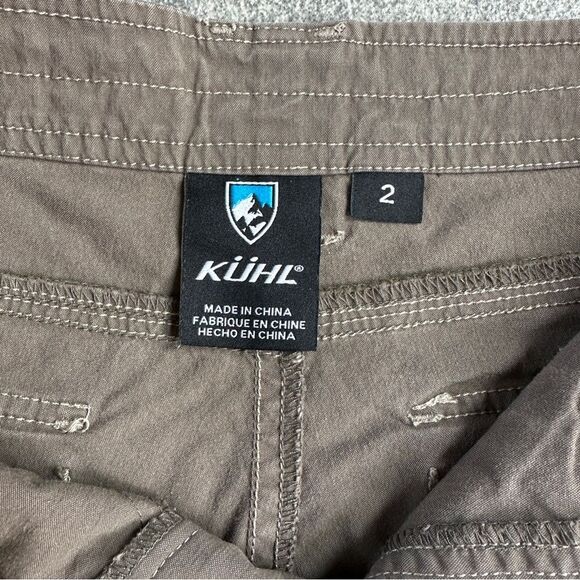 KÜHL®
2
MADE IN CHINA
FABRIQUE EN CHINE
HECHO EN CHINA